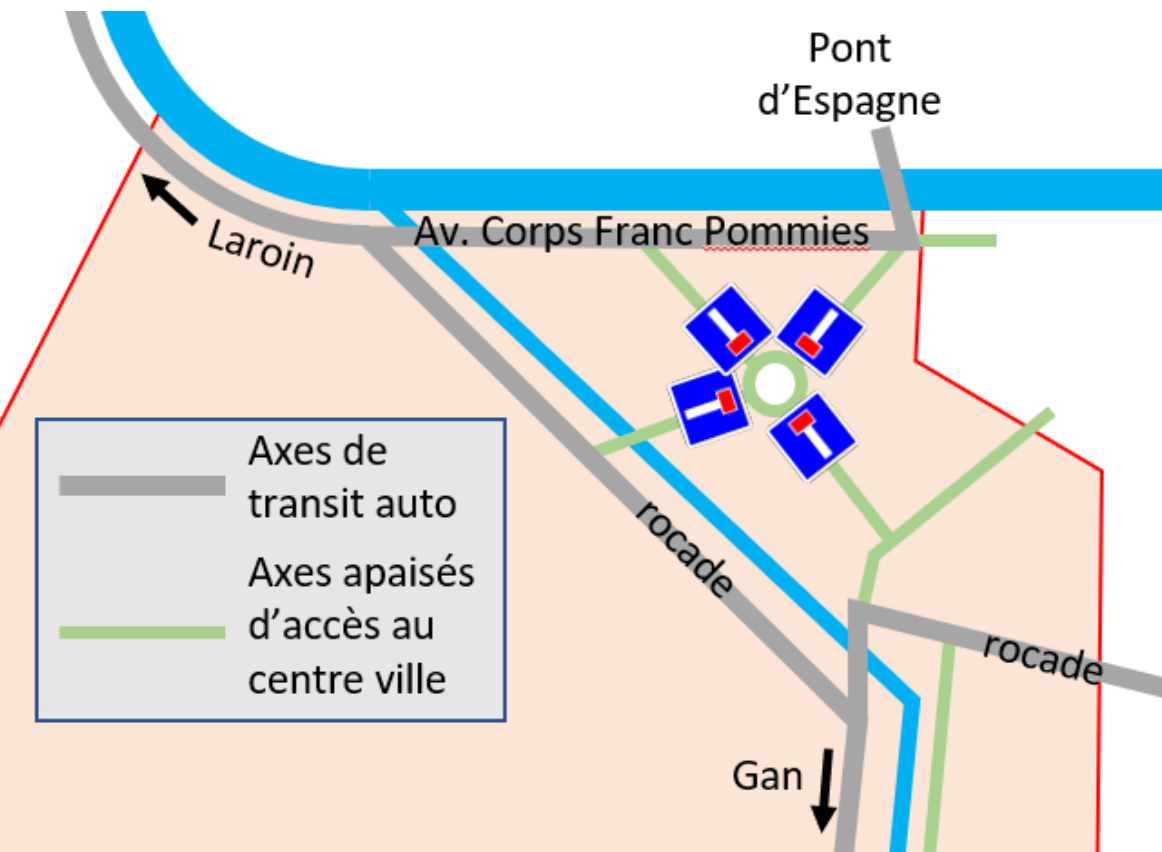 Pont
d'Espagne
Av. Corps Franc Pommies
Laroin
Axes de
transit auto
Axes apaisés
d'accès au
centre ville
rocade
rocade
Gan